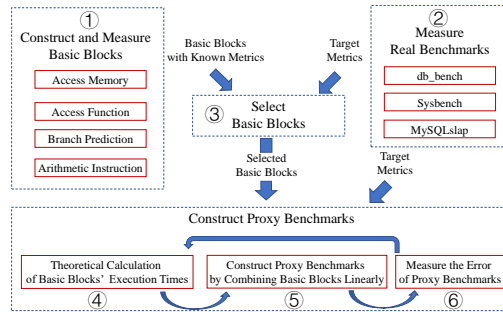 ①
Construct and Measure
Basic Blocks
Access Memory
Access Function
Branch Prediction
Arithmetic Instruction
Basic Blocks
with Known Metrics
Target
Metrics
②
Measure
Real Benchmarks
db_bench
Sysbench
MySQLslap
③
Select
Basic Blocks
Selected
Basic Blocks
Target
Metrics
Construct Proxy Benchmarks
Theoretical Calculation
of Basic Blocks' Execution Times
④
Construct Proxy Benchmarks
by Combining Basic Blocks Linearly
⑤
Measure the Error
of Proxy Benchmarks
⑥